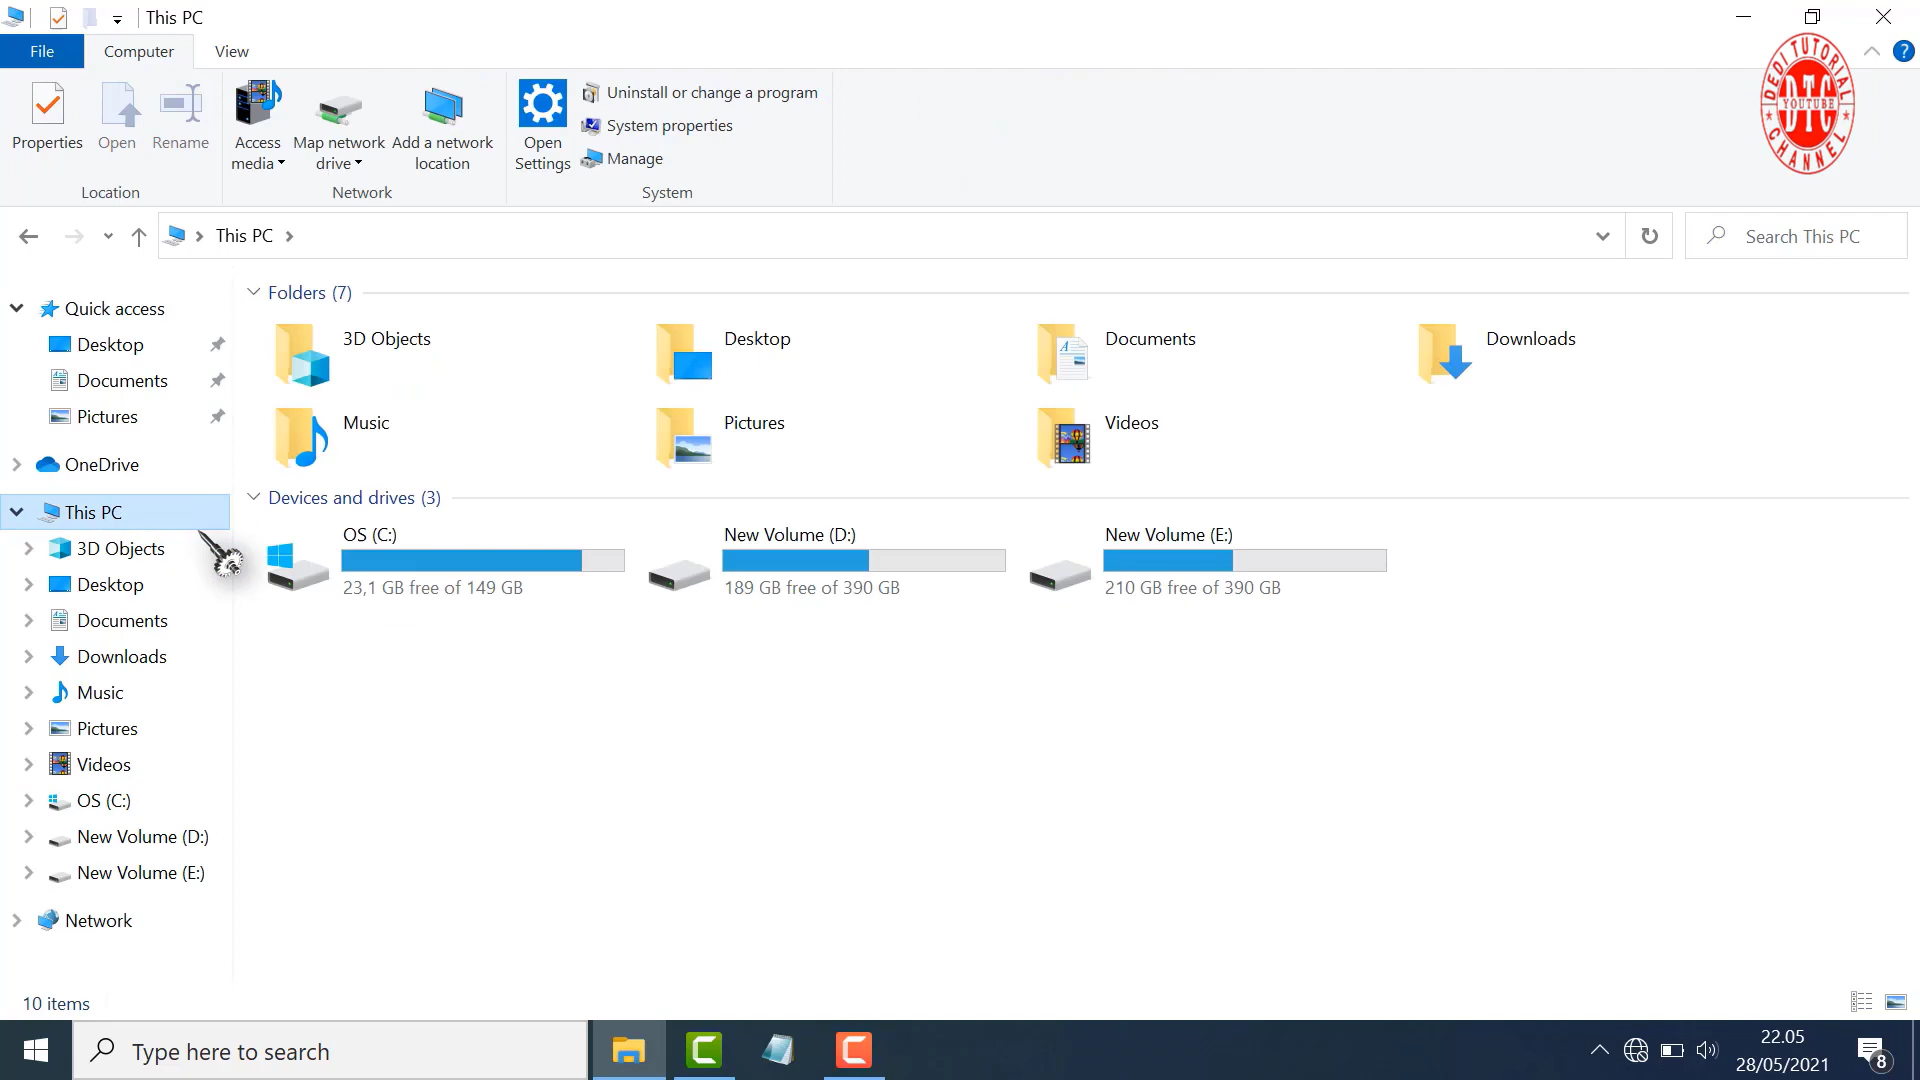 This PC
File
Computer
View
Properties
Open
Rename
Location
Access media
Map network drive
Add a network location
Network
Open Settings
Uninstall or change a program
System properties
Manage
System
DEDI TUTORIAL
DTC
YOUTUBE
CHANNEL
?
This PC
Search This PC
Quick access
Desktop
Documents
Pictures
OneDrive
This PC
3D Objects
Desktop
Documents
Downloads
Music
Pictures
Videos
OS (C:)
New Volume (D:)
New Volume (E:)
Network
Folders (7)
3D Objects
Desktop
Documents
Downloads
Music
Pictures
Videos
Devices and drives (3)
OS (C:)
23,1 GB free of 149 GB
New Volume (D:)
189 GB free of 390 GB
New Volume (E:)
210 GB free of 390 GB
10 items
Type here to search
22.05
28/05/2021
8